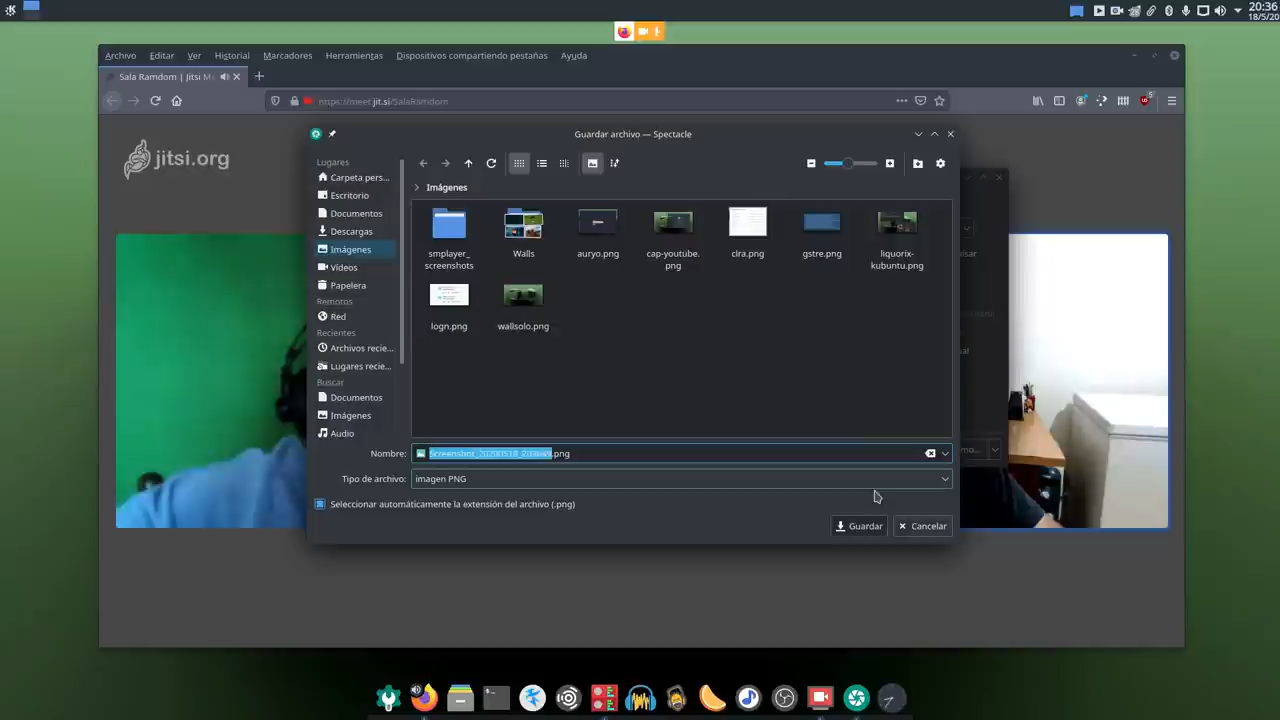 20:36
18/5/20
Archivo Editar Ver Historial Marcadores Herramientas Dispositivos compartiendo pestañas Ayuda
Sala Ramdom | Jitsi M
https://meet.jit.si/SalaRamdom
5
jitsi.org
Guardar archivo — Spectacle
Lugares
Carpeta pers...
Escritorio
Documentos
Descargas
Imágenes
Vídeos
Papelera
Remotos
Red
Recientes
Archivos recie...
Lugares recie...
Buscar
Documentos
Imágenes
Audio
Imágenes
smplayer_
screenshots
Walls
auryo.png
cap-youtube.
png
clra.png
gstre.png
liquorix-
kubuntu.png
logn.png
wallsolo.png
Nombre:
.png
Tipo de archivo: imagen PNG
Seleccionar automáticamente la extensión del archivo (.png)
Guardar Cancelar